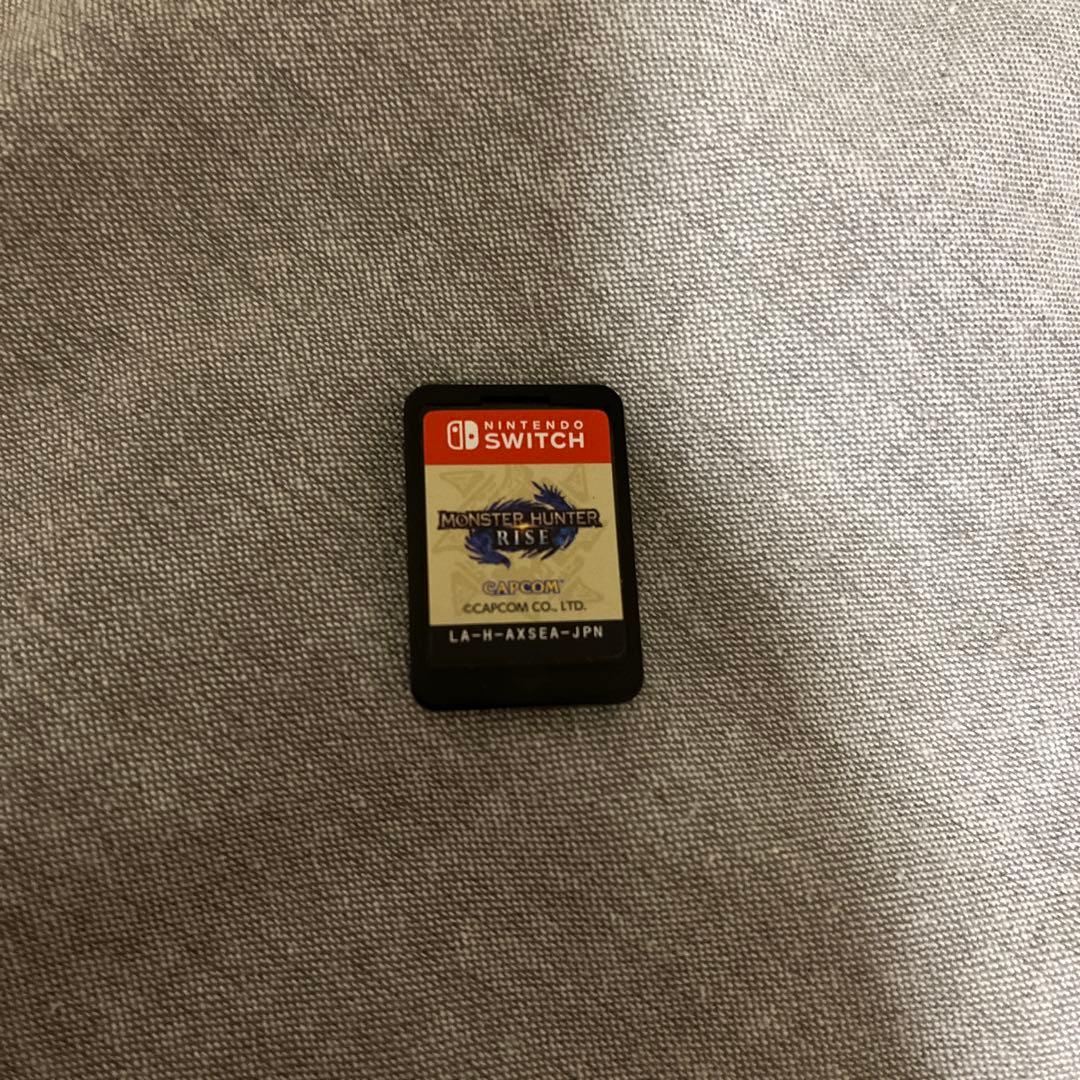 NINTENDO
SWITCH
MONSTER HUNTER
RISE
CAPCOM
©CAPCOM CO., LTD.
LA-H-AXSEA-JPN